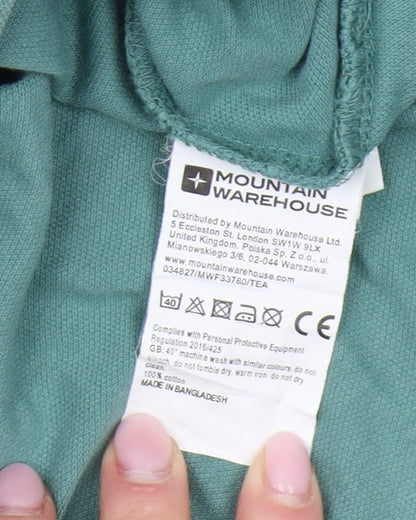 MOUNTAIN
WAREHOUSE
Distributed by Mountain Warehouse Ltd.
5 Eccleston St. London SW1W 9LX
United Kingdom. Polska Sp. Z o.o., ul.
Mianowskiego 3/6, 02-044 Warszawa.
www.mountainwarehouse.com
034627/MWF33760/TEA
40 CE
Complies with Personal Protective Equipment
Regulation 2016/425
GB: 40° machine wash with similar colours, do not
bleach, do not tumble dry, warm iron, do not dry
clean.
100% cotton
MADE IN BANGLADESH